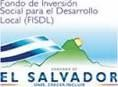 Fondo de Inversión
Social para el Desarrollo
Local (FISDL)
GOBIERNO DE
EL SALVADOR
UNIR, CRECER, INCLUIR